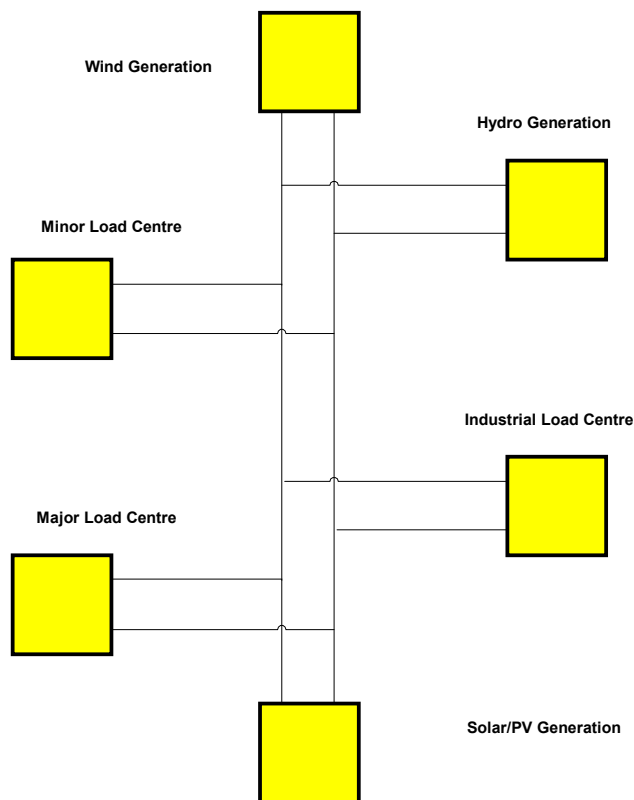 Wind Generation
Hydro Generation
Minor Load Centre
Industrial Load Centre
Major Load Centre
Solar/PV Generation